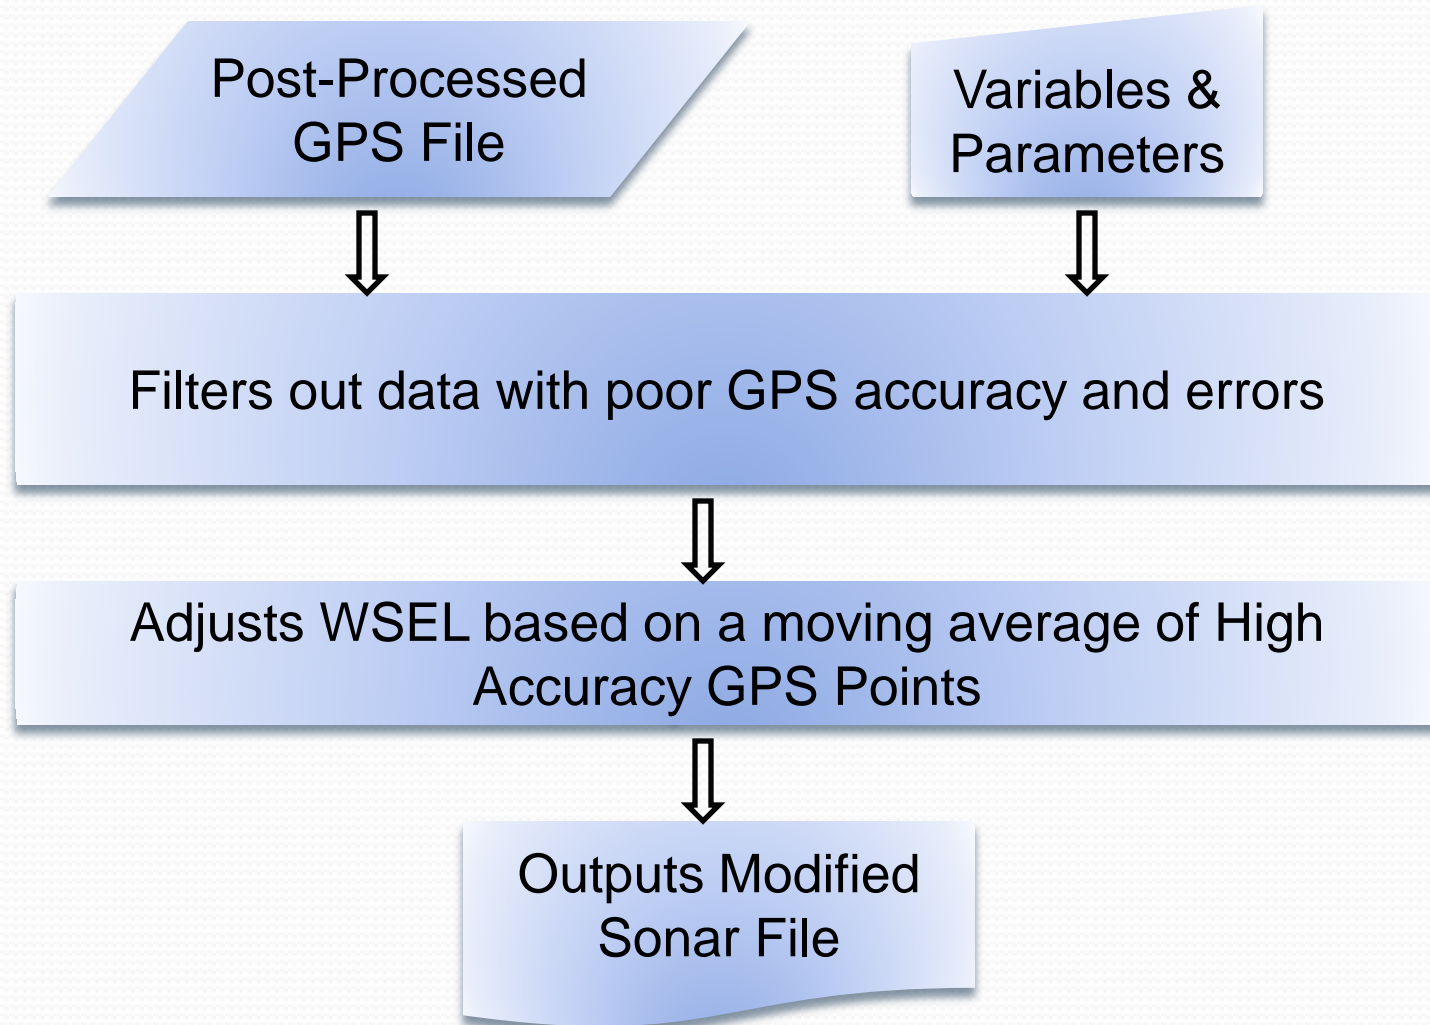 Post-Processed
GPS File
Variables &
Parameters
Filters out data with poor GPS accuracy and errors
Adjusts WSEL based on a moving average of High
Accuracy GPS Points
Outputs Modified
Sonar File